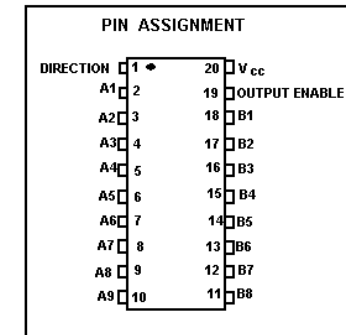 PIN ASSIGNMENT
DIRECTION 1 20 Vcc
A1 2 19 OUTPUT ENABLE
A2 3 18 B1
A3 4 17 B2
A4 5 16 B3
A5 6 15 B4
A6 7 14 B5
A7 8 13 B6
A8 9 12 B7
A9 10 11 B8